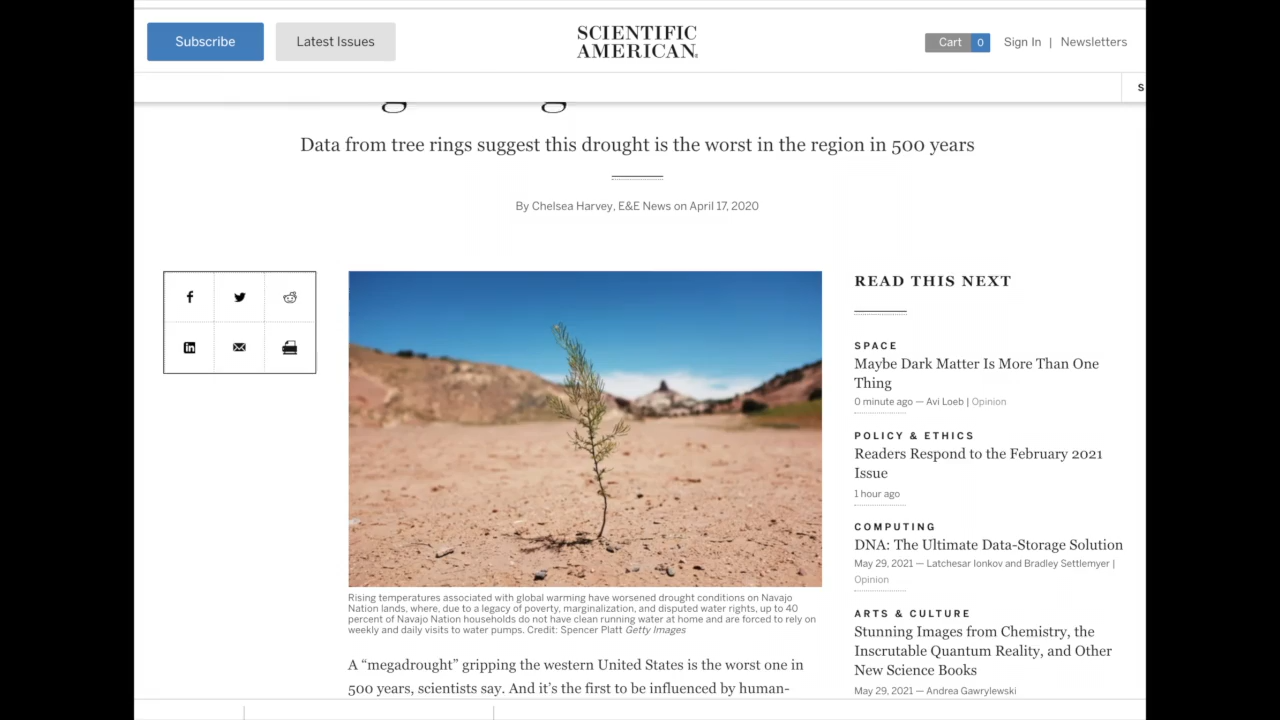 Subscribe
Latest Issues
SCIENTIFIC
AMERICAN
Cart 0
Sign In | Newsletters
S
Data from tree rings suggest this drought is the worst in the region in 500 years
By Chelsea Harvey, E&E News on April 17, 2020
Rising temperatures associated with global warming have worsened drought conditions on Navajo
Nation lands, where, due to a legacy of poverty, marginalization, and disputed water rights, up to 40
percent of Navajo Nation households do not have clean running water at home and are forced to rely on
weekly and daily visits to water pumps. Credit: Spencer Platt Getty Images
A “megadrought” gripping the western United States is the worst one in
500 years, scientists say. And it’s the first to be influenced by human-
READ THIS NEXT
SPACE
Maybe Dark Matter Is More Than One
Thing
0 minute ago — Avi Loeb | Opinion
POLICY & ETHICS
Readers Respond to the February 2021
Issue
1 hour ago
COMPUTING
DNA: The Ultimate Data-Storage Solution
May 29, 2021 — Latchesar Ionkov and Bradley Settlemyer |
Opinion
ARTS & CULTURE
Stunning Images from Chemistry, the
Inscrutable Quantum Reality, and Other
New Science Books
May 29, 2021 — Andrea Gawrylewski